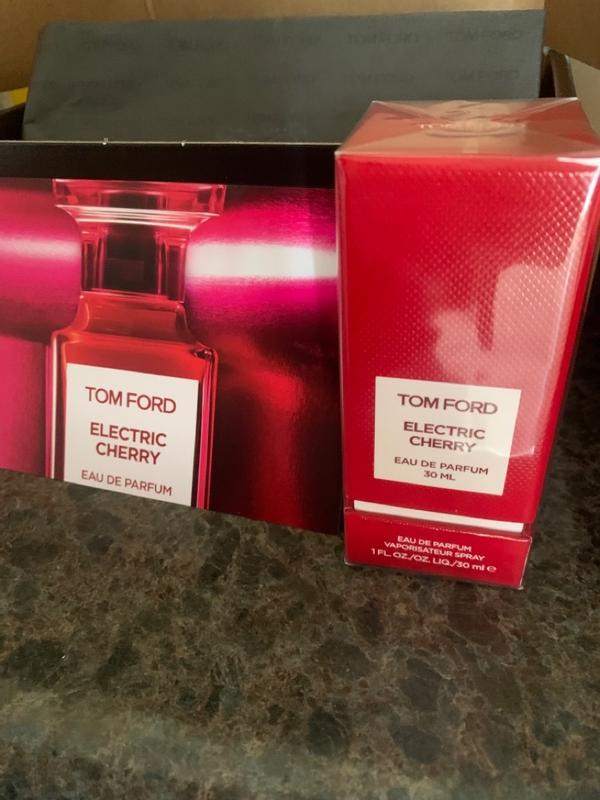 TOM FORD
ELECTRIC
CHERRY
EAU DE PARFUM
TOM FORD
ELECTRIC
CHERRY
EAU DE PARFUM
30 ML
EAU DE PARFUM
VAPORISATEUR SPRAY
1 FL. OZ./OZ. LIQ./30 ml ℮